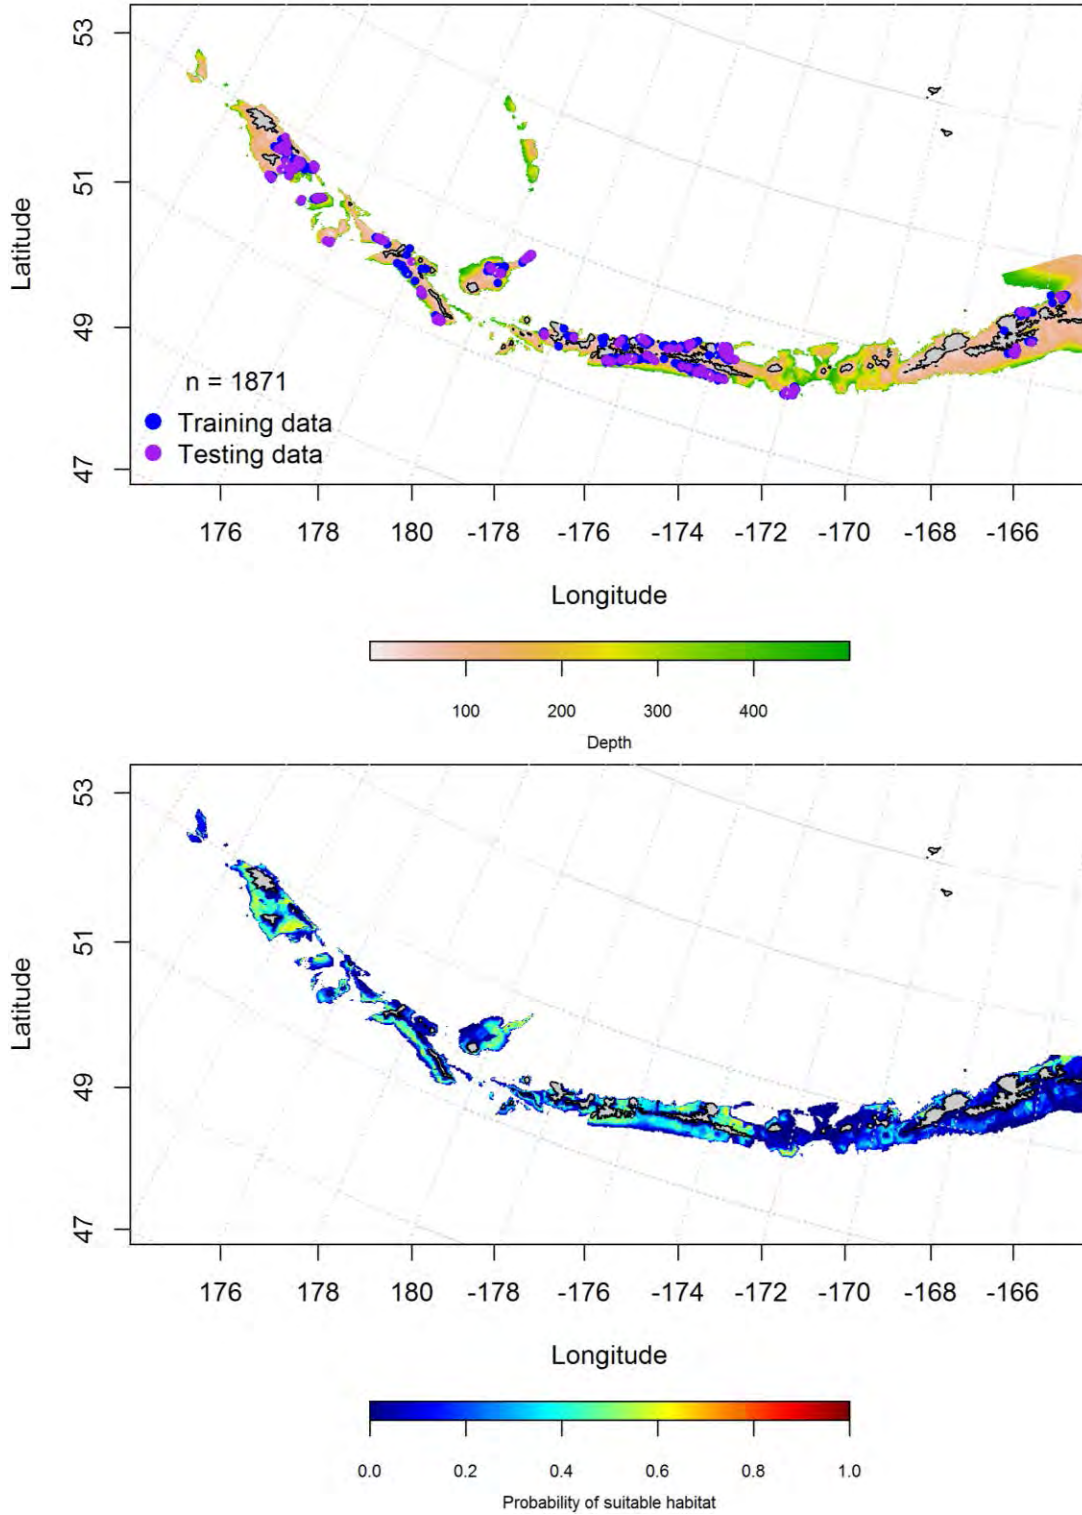 53
51
49
47
Latitude
n = 1871
Training data
Testing data
176 178 180 -178 -176 -174 -172 -170 -168 -166
Longitude
100 200 300 400
Depth
53
51
49
47
Latitude
176 178 180 -178 -176 -174 -172 -170 -168 -166
Longitude
0.0 0.2 0.4 0.6 0.8 1.0
Probability of suitable habitat